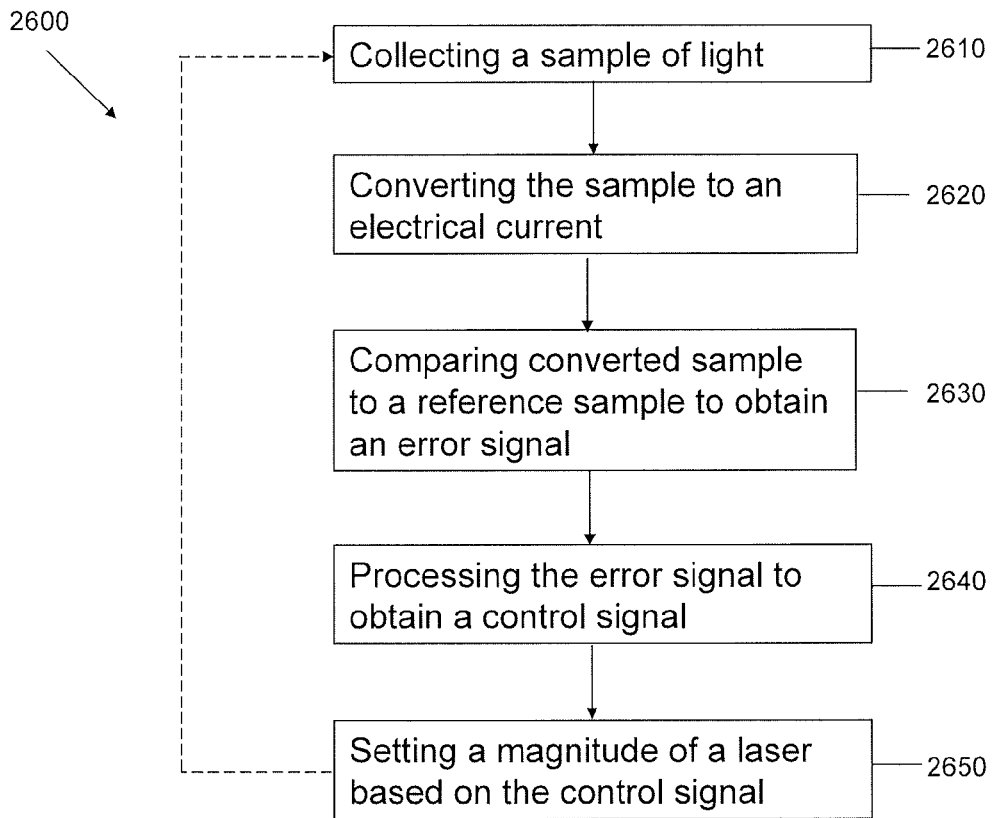 2600
Collecting a sample of light
2610
Converting the sample to an
electrical current
2620
Comparing converted sample
to a reference sample to obtain
an error signal
2630
Processing the error signal to
obtain a control signal
2640
Setting a magnitude of a laser
based on the control signal
2650